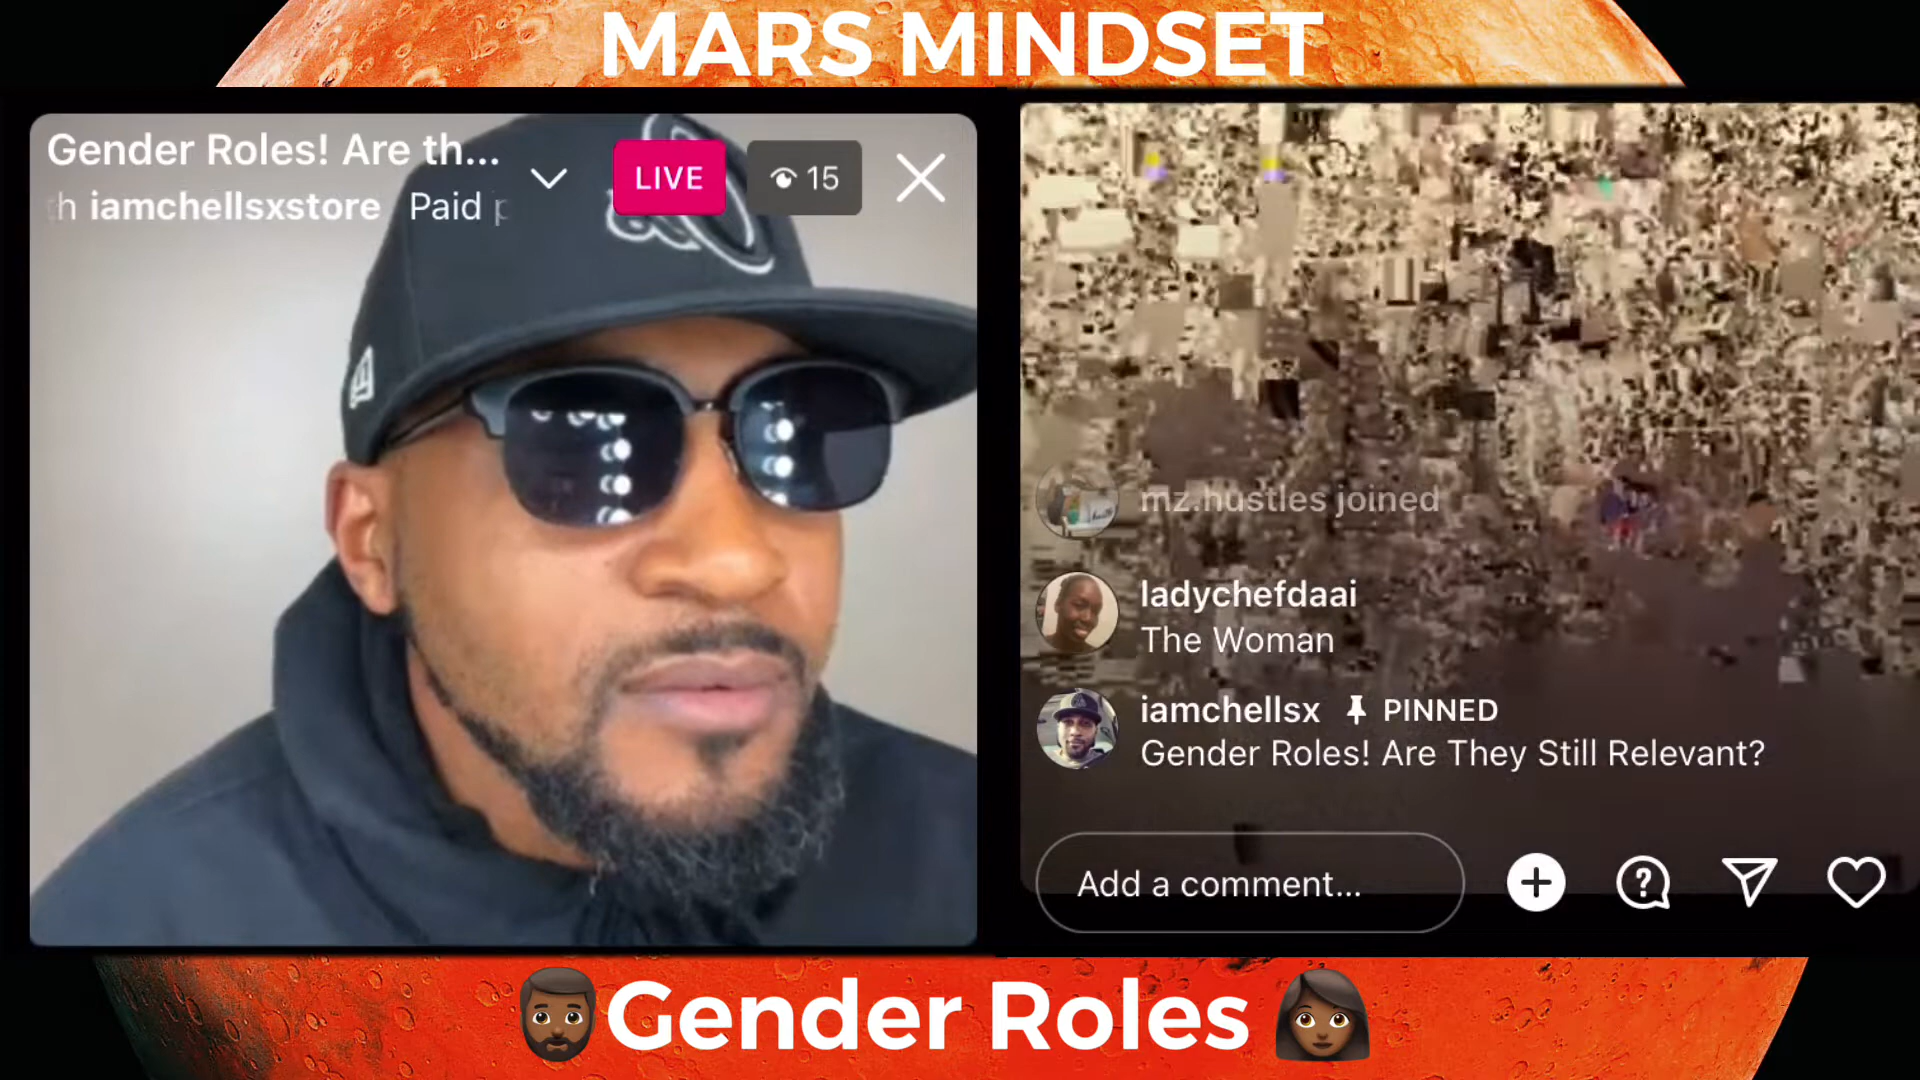 MARS MINDSET
Gender Roles! Are th...
th iamchellsxstore Paid p
LIVE
15
mz.hustles joined
ladychefdaai
The Woman
iamchellsx PINNED
Gender Roles! Are They Still Relevant?
Add a comment...
Gender Roles